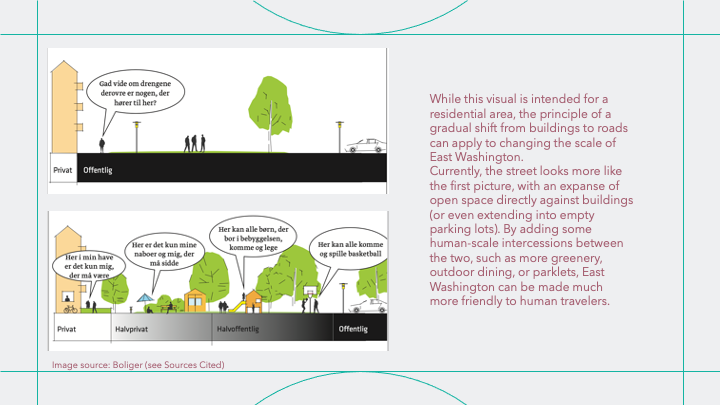 Gad vide om drengene
derovre er nogen, der
hører til her?
Privat
Offentlig
Her i min have
er det kun mig,
der må være
Her er det kun mine
naboer og mig, der
må sidde
Her kan alle børn, der
bor i bebyggelsen,
komme og lege
Her kan alle komme
og spille basketball
Privat
Halvprivat
Halvoffentlig
Offentlig
Image source: Boliger (see Sources Cited)
While this visual is intended for a
residential area, the principle of a
gradual shift from buildings to roads
can apply to changing the scale of
East Washington.
Currently, the street looks more like
the first picture, with an expanse of
open space directly against buildings
(or even extending into empty
parking lots). By adding some
human-scale intercessions between
the two, such as more greenery,
outdoor dining, or parklets, East
Washington can be made much
more friendly to human travelers.